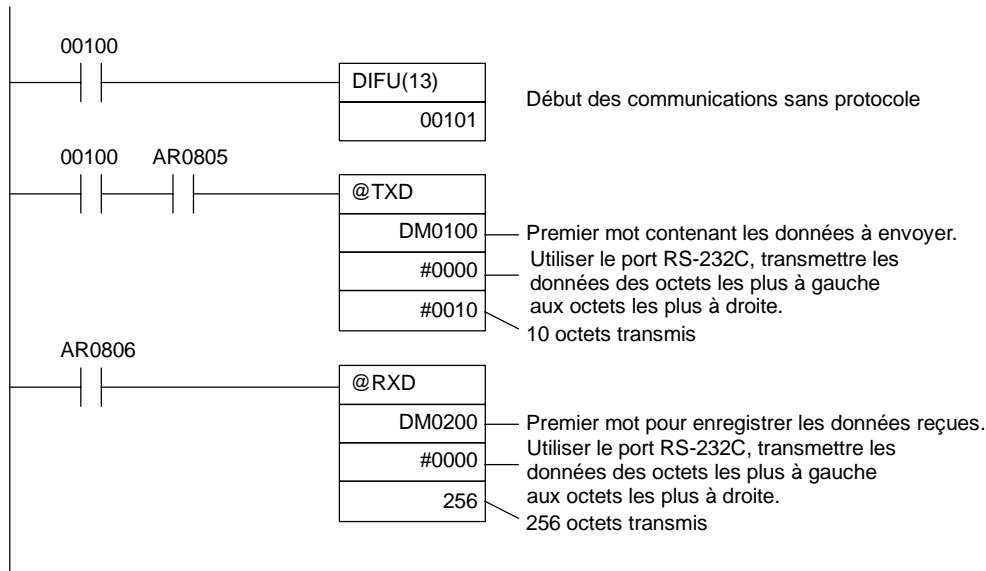 00100
DIFU(13)
00101
Début des communications sans protocole
00100 AR0805
@TXD
DM0100
Premier mot contenant les données à envoyer.
#0000
Utiliser le port RS-232C, transmettre les
données des octets les plus à gauche
aux octets les plus à droite.
#0010
10 octets transmis
AR0806
@RXD
DM0200
Premier mot pour enregistrer les données reçues.
#0000
Utiliser le port RS-232C, transmettre les
données des octets les plus à gauche
aux octets les plus à droite.
256
256 octets transmis